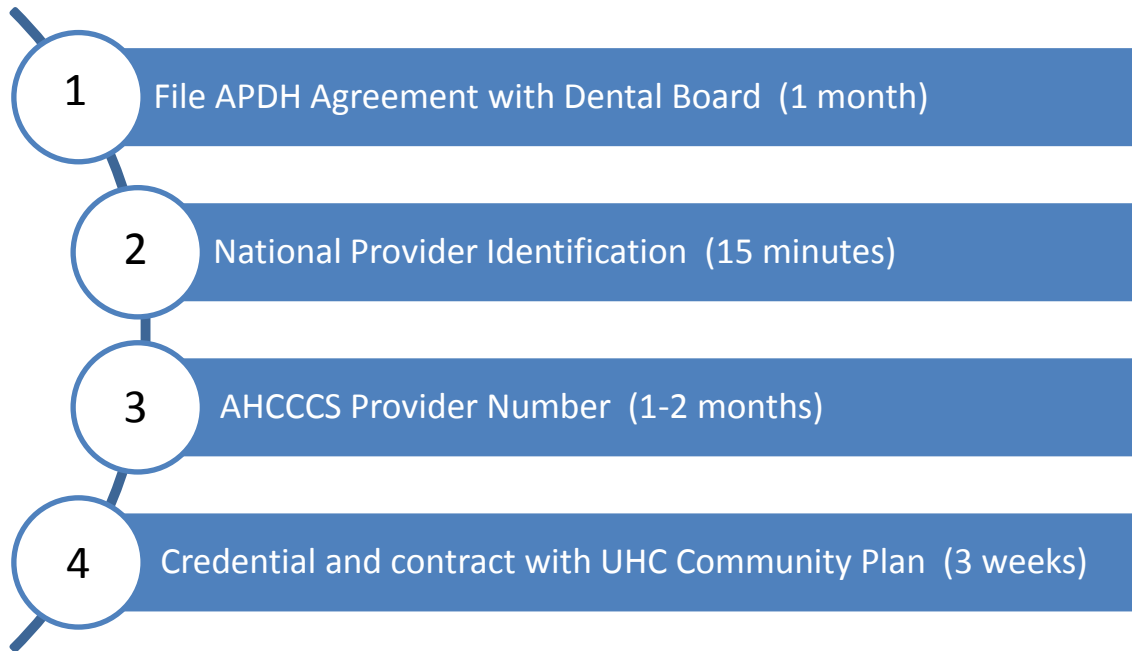 1
File APDH Agreement with Dental Board (1 month)
2
National Provider Identification (15 minutes)
3
AHCCCS Provider Number (1-2 months)
4
Credential and contract with UHC Community Plan (3 weeks)